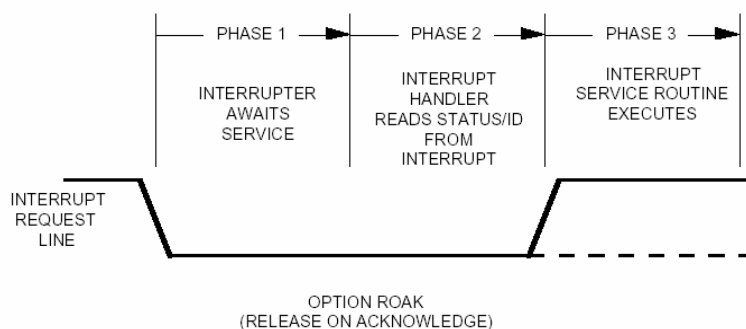 PHASE 1
PHASE 2
PHASE 3
INTERRUPTER
AWAITS
SERVICE
INTERRUPT
HANDLER
READS STATUS/ID
FROM
INTERRUPT
INTERRUPT
SERVICE ROUTINE
EXECUTES
INTERRUPT
REQUEST
LINE
OPTION ROAK
(RELEASE ON ACKNOWLEDGE)